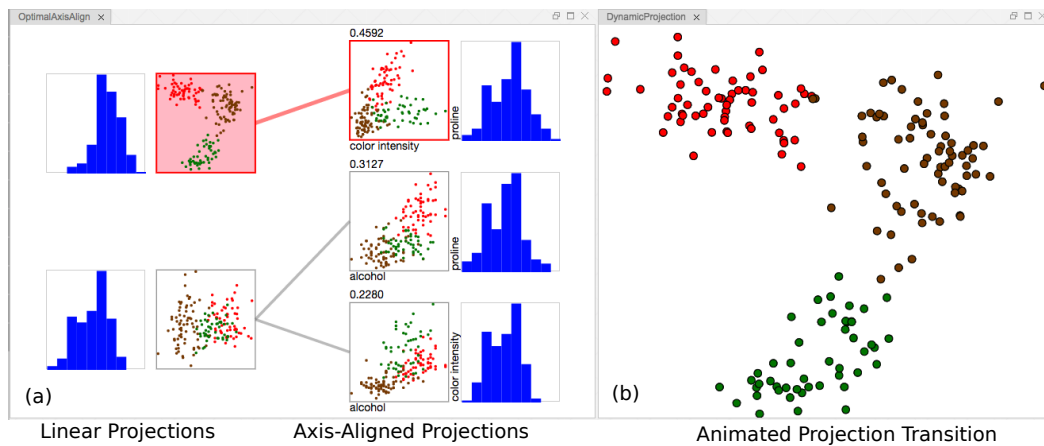 OptimalAxisAlign ×
DynamicProjection ×
0.4592
proline
color intensity
0.3127
proline
alcohol
0.2280
color intensity
alcohol
(a)
(b)
Linear Projections
Axis-Aligned Projections
Animated Projection Transition